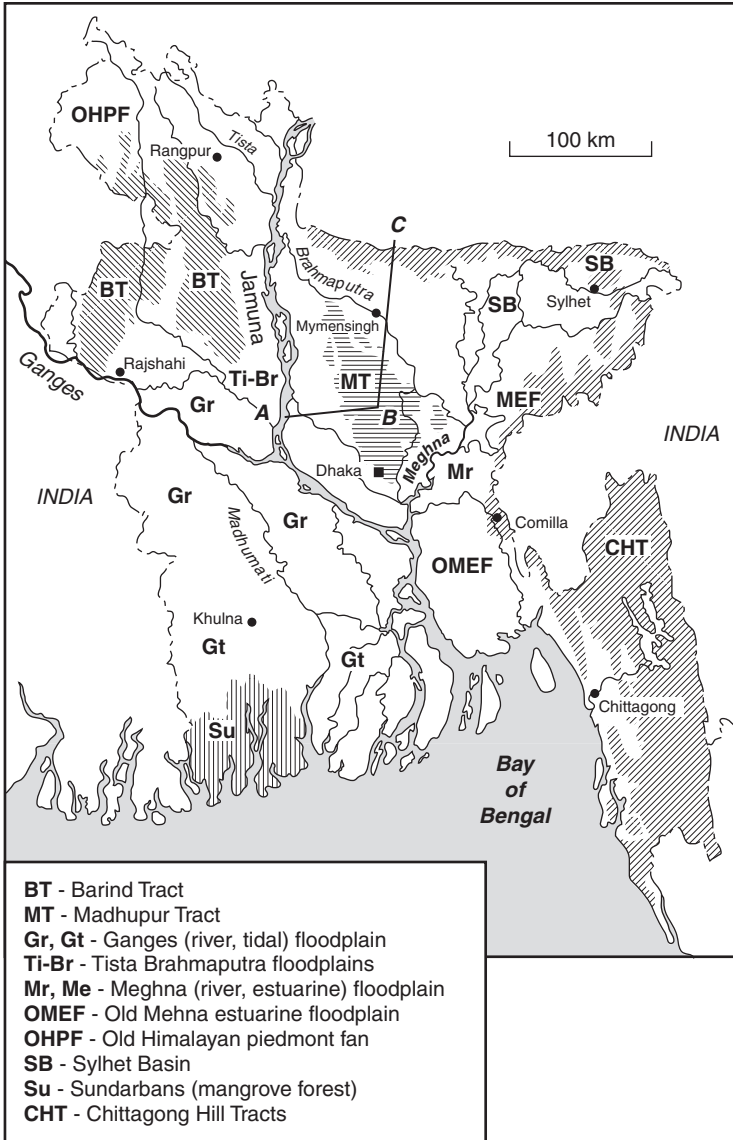 OHPF
Rangpur
Tista
100 km
C
Brahmaputra
SB
SB
Sylhet
BT
BT
Jamuna
Mymensingh
Ganges
Rajshahi
Ti-Br
MT
MEF
Gr
A
B
INDIA
Dhaka
Meghna
Mr
INDIA
Gr
Gr
Madhumati
Comilla
OMEF
CHT
Khulna
Gt
Gt
Su
Chittagong
Bay
of
Bengal
BT - Barind Tract
MT - Madhupur Tract
Gr, Gt - Ganges (river, tidal) floodplain
Ti-Br - Tista Brahmaputra floodplains
Mr, Me - Meghna (river, estuarine) floodplain
OMEF - Old Mehna estuarine floodplain
OHPF - Old Himalayan piedmont fan
SB - Sylhet Basin
Su - Sundarbans (mangrove forest)
CHT - Chittagong Hill Tracts